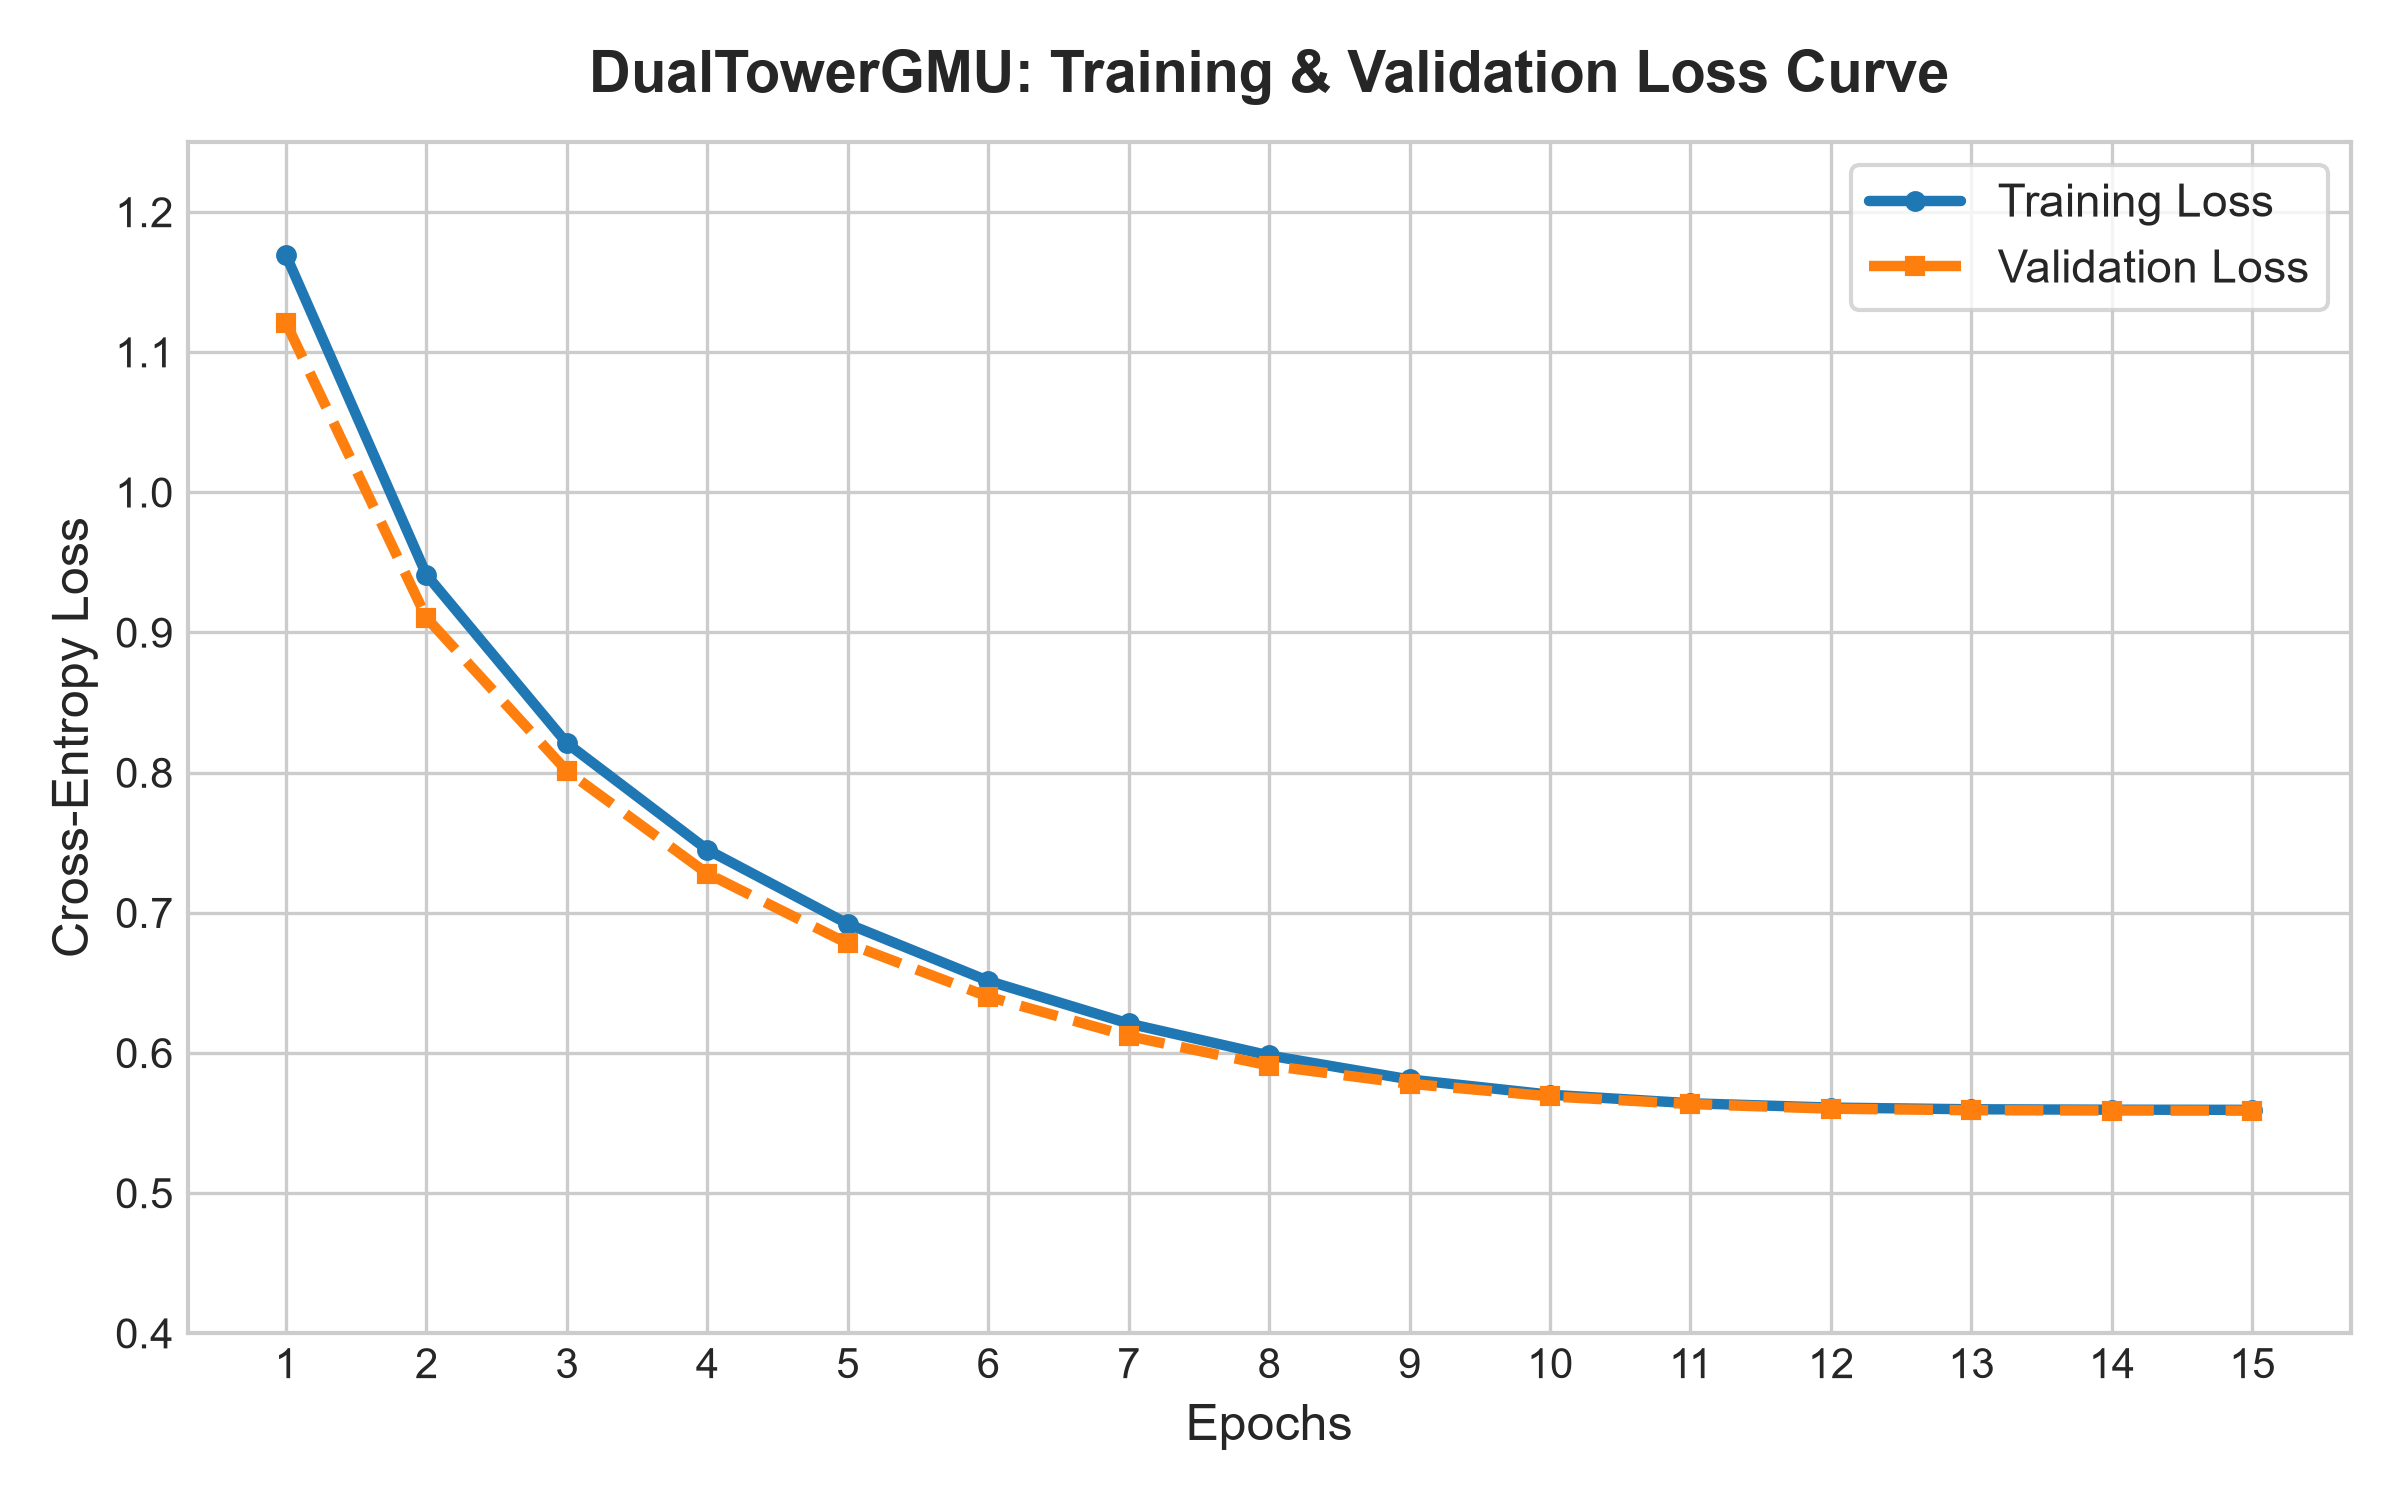 DualTowerGMU: Training & Validation Loss Curve
Training Loss
Validation Loss
Cross-Entropy Loss
1.2
1.1
1.0
0.9
0.8
0.7
0.6
0.5
0.4
1 2 3 4 5 6 7 8 9 10 11 12 13 14 15
Epochs